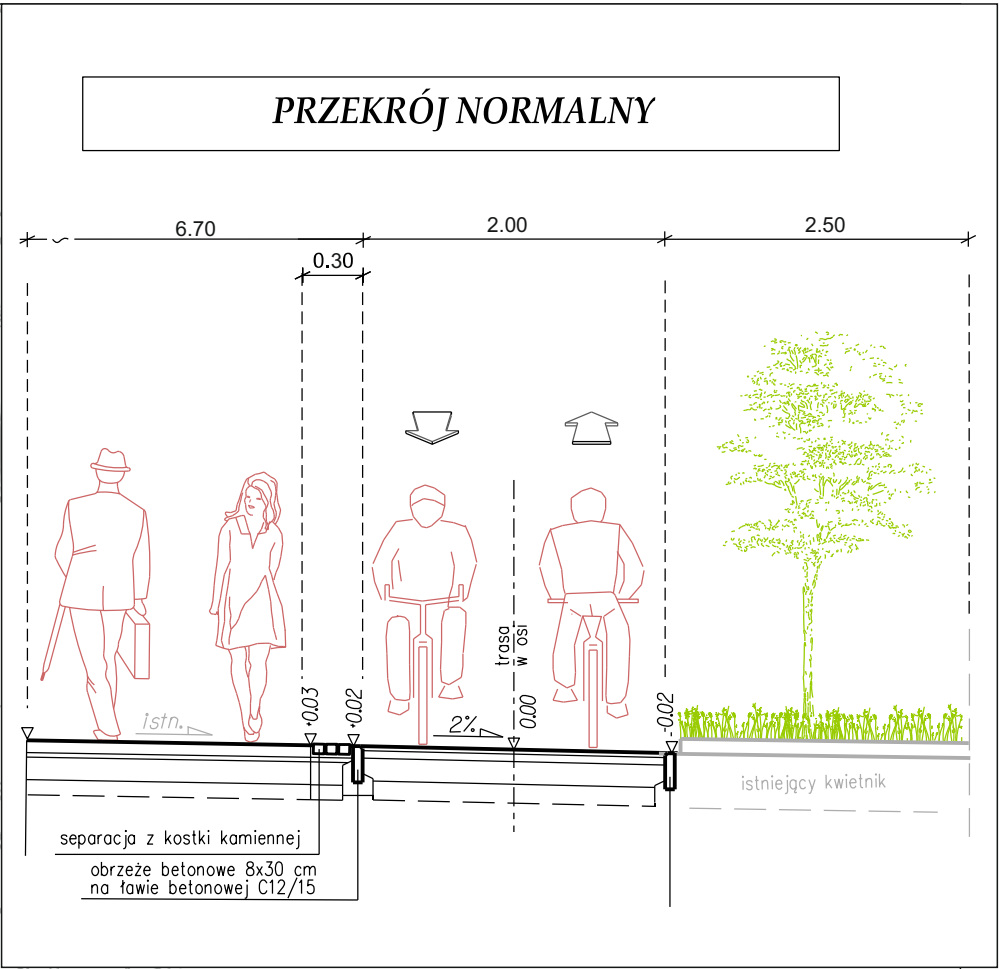 PRZEKRÓJ NORMALNY
6.70
2.00
2.50
0.30
trasa
w osi
istn.
+0.03
+0.02
2%
0.00
-0.02
istniejący kwietnik
separacja z kostki kamiennej
obrzeże betonowe 8x30 cm
na ławie betonowej C12/15